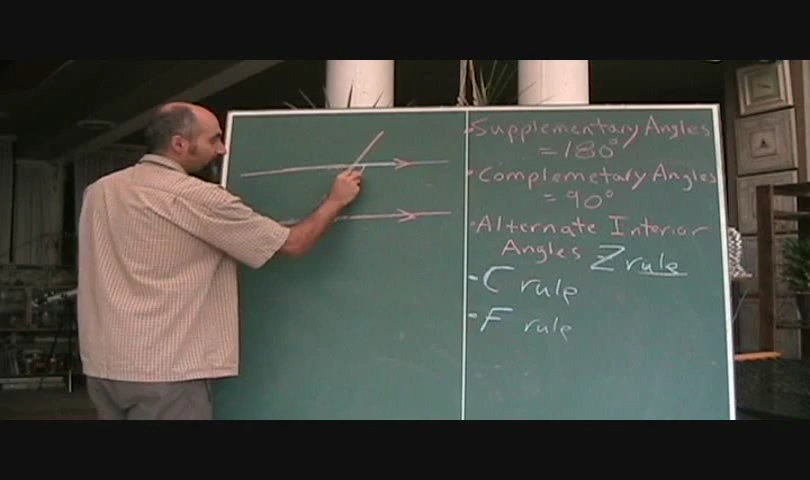 • Supplementary Angles
= 180°
• Complemetary Angles
= 90°
• Alternate Interior
Angles Z rule
• C rule
• F rule